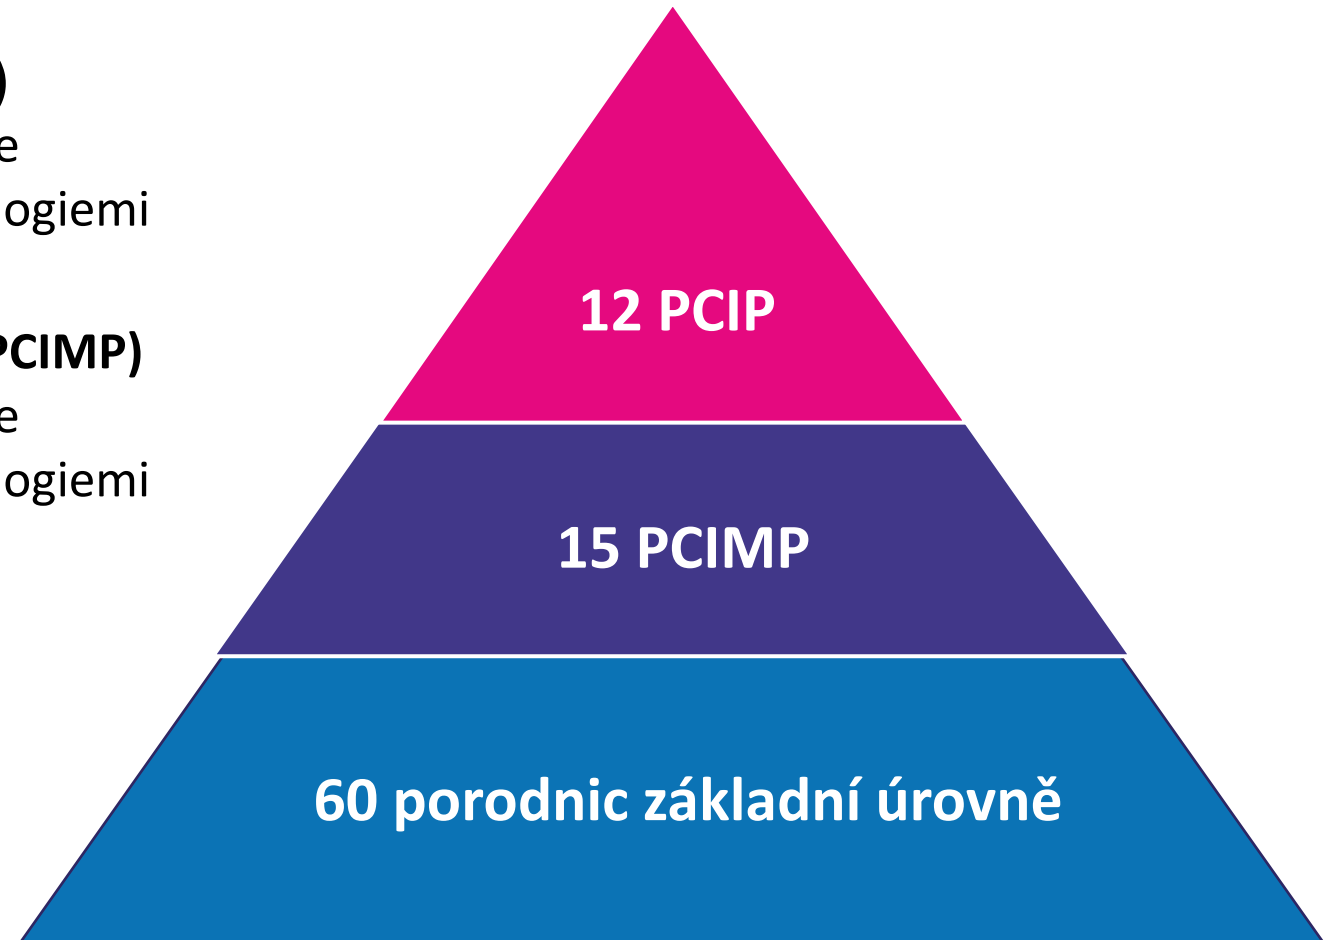 )
e
ogiemi
PCIMP)
e
ogiemi
12 PCIP
15 PCIMP
60 porodnic základní úrovně